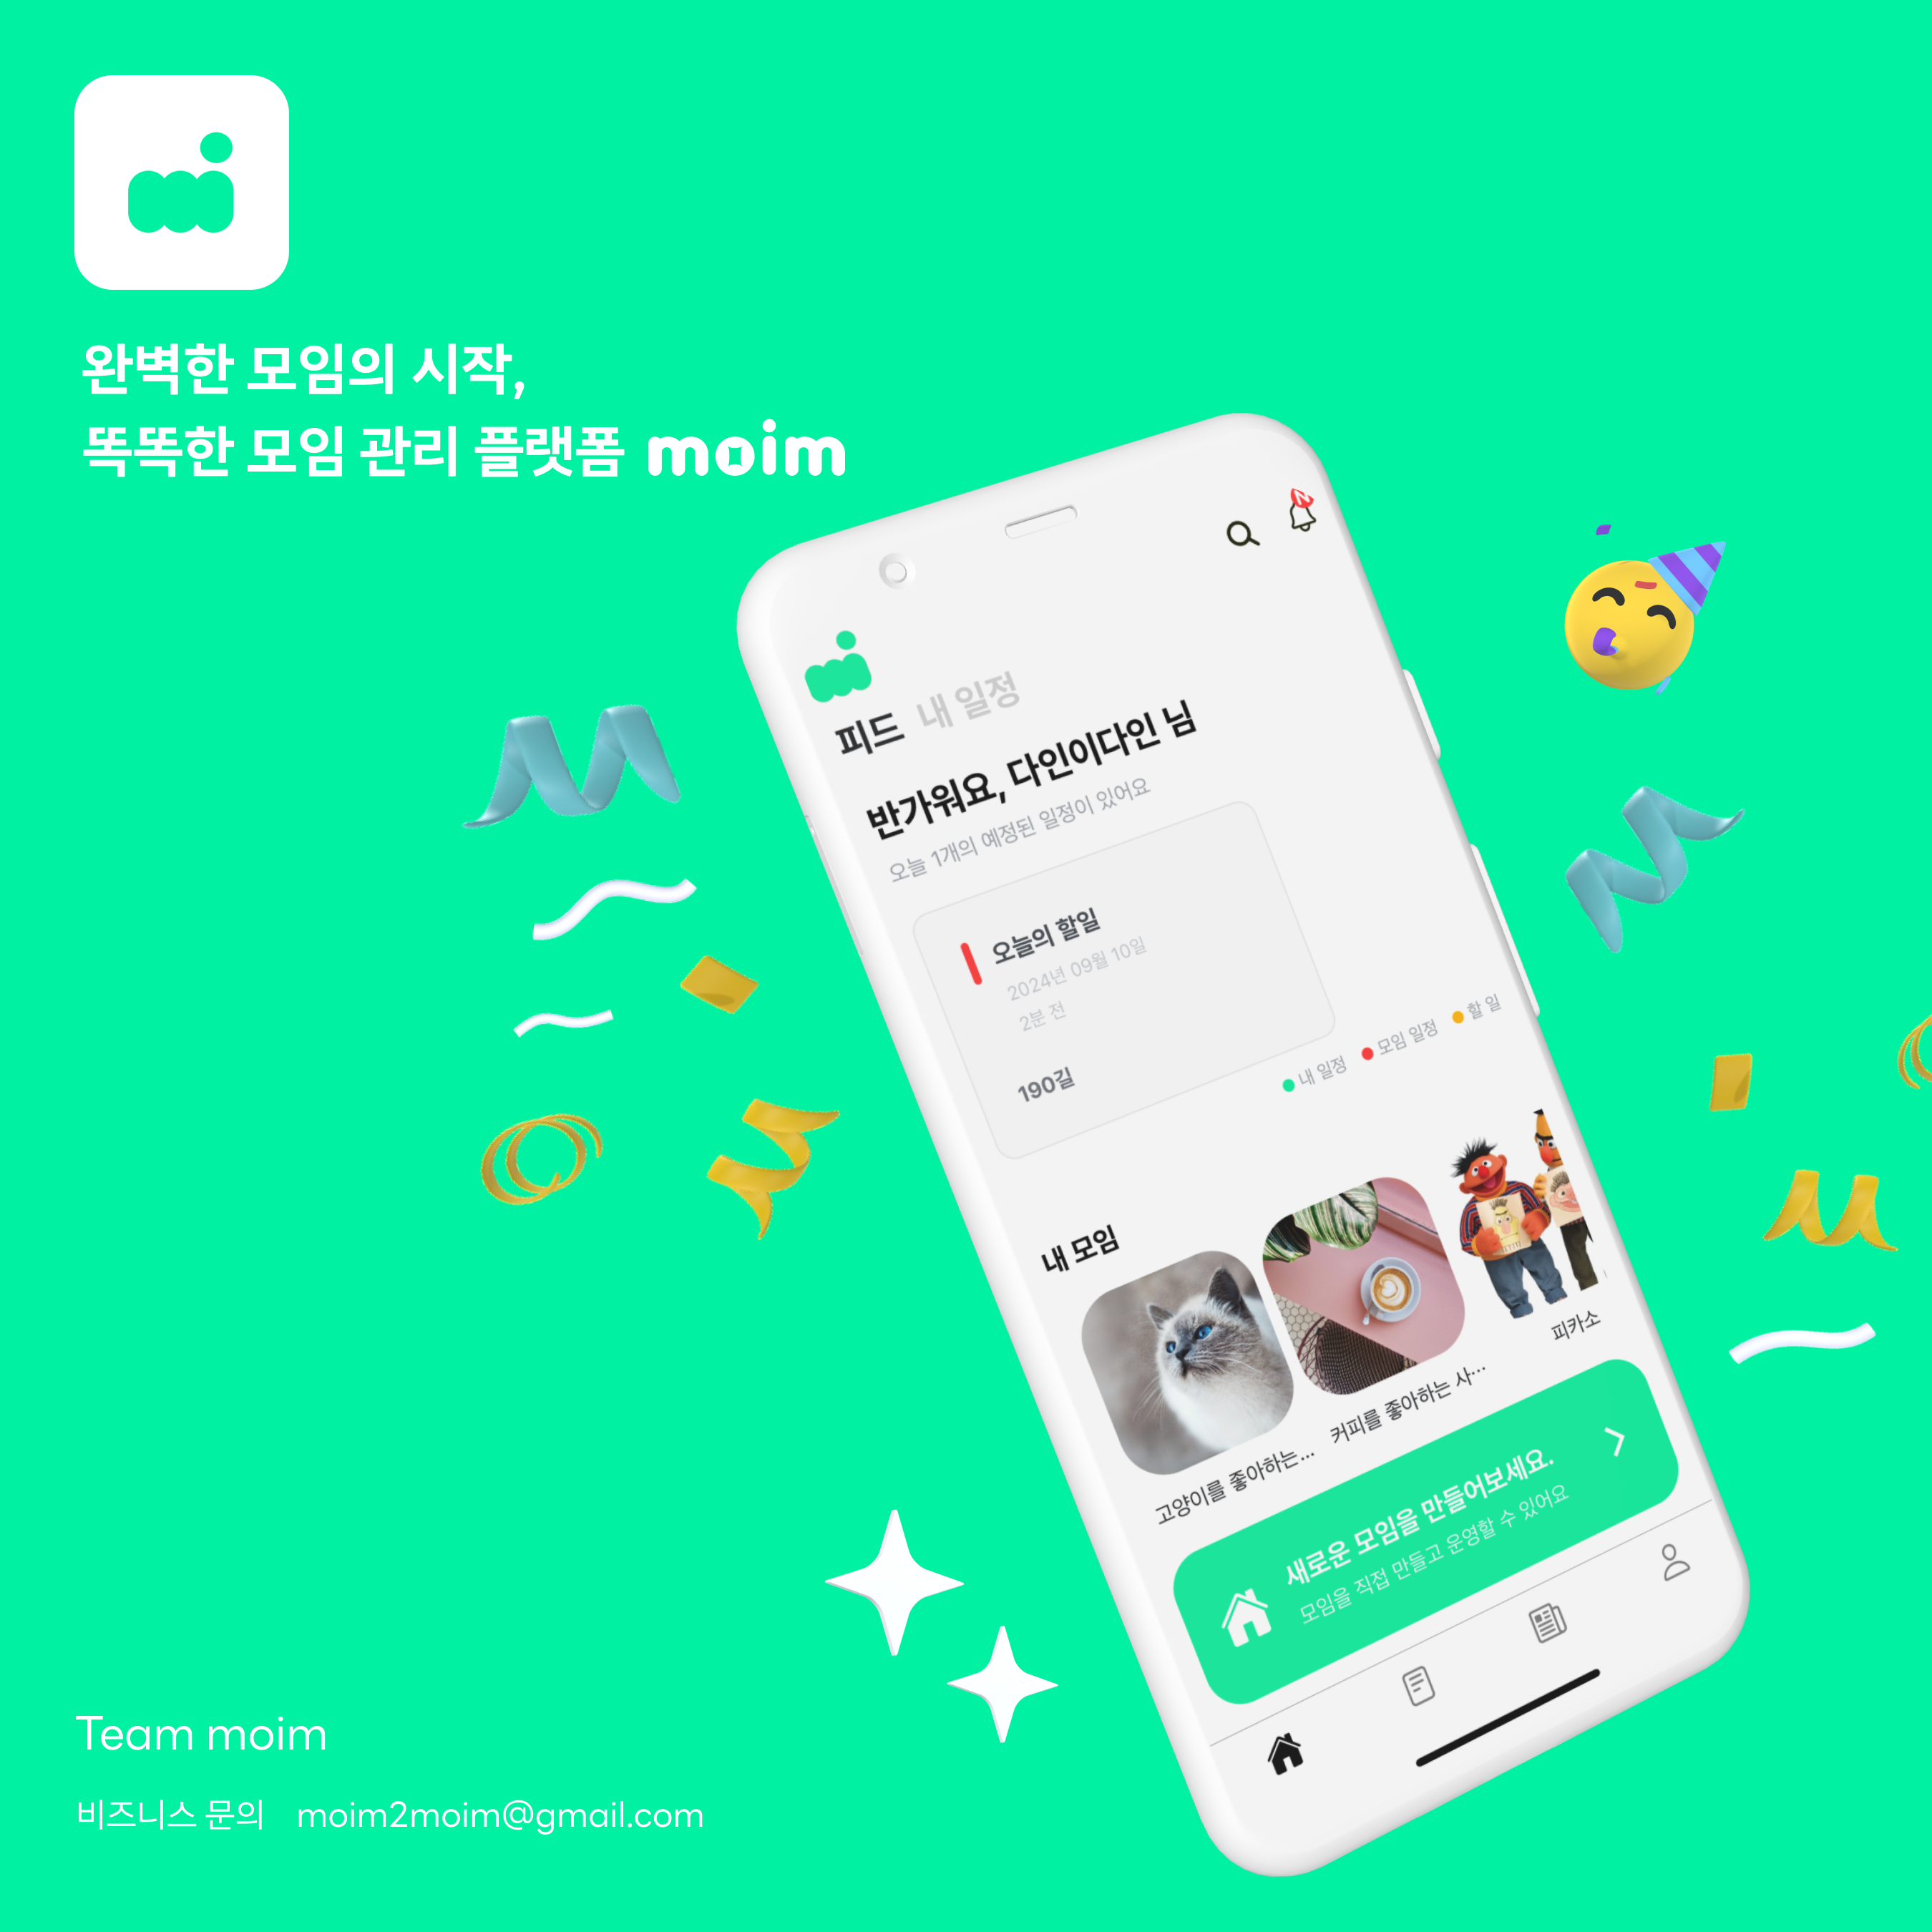 완벽한 모임의 시작,
똑똑한 모임 관리 플랫폼 moim
N
피드 내 일정
반가워요, 다인이다인 님
오늘 1개의 예정된 일정이 있어요
오늘의 할일
2024년 09월 10일
2분 전
190길
내 일정 모임 일정 할 일
내 모임
고양이를 좋아하는... 커피를 좋아하는 사... 피카소
새로운 모임을 만들어보세요.
모임을 직접 만들고 운영할 수 있어요
Team moim
비즈니스 문의 moim2moim@gmail.com